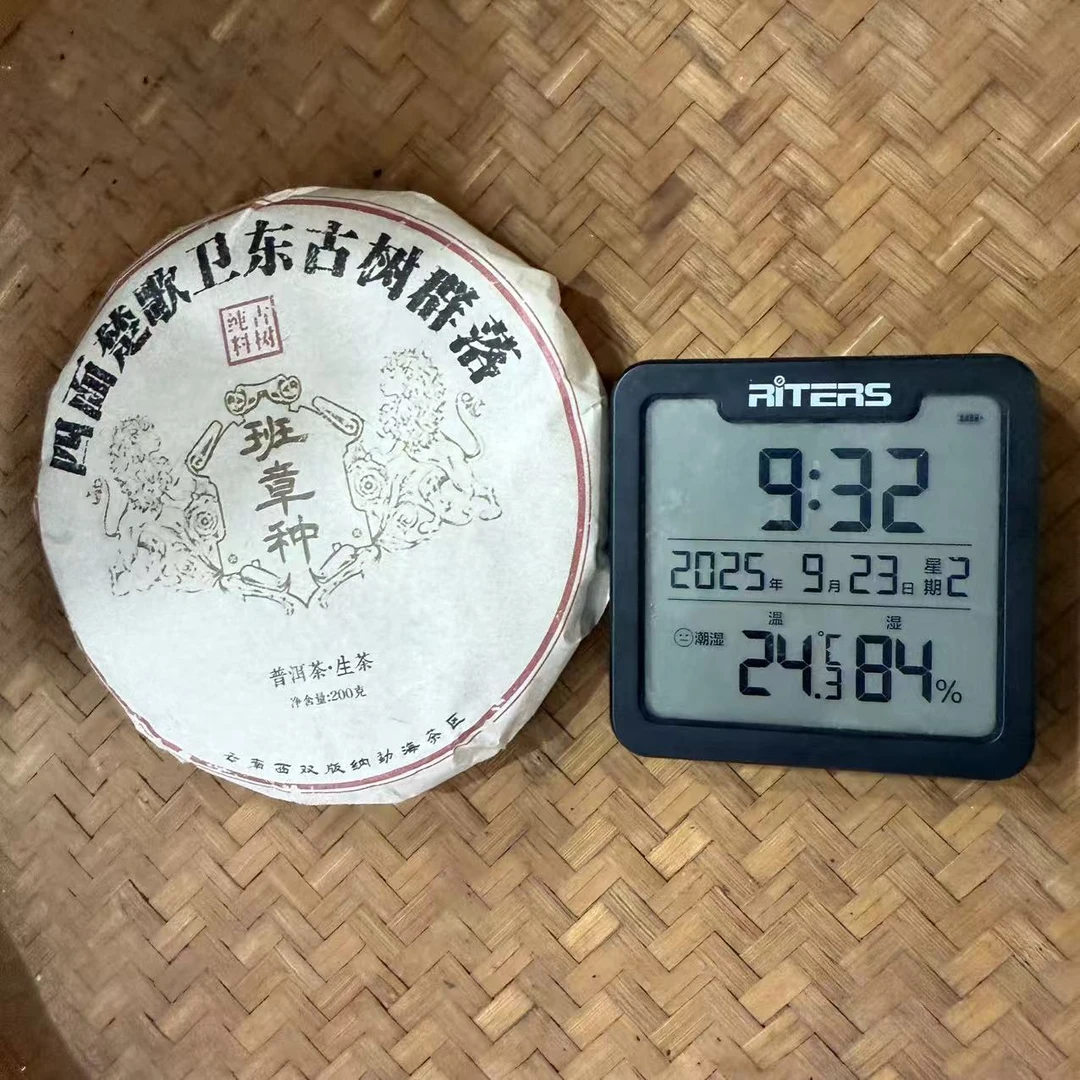 四面楚歌卫东古树群落
古树
纯料
班章种
普洱茶·生茶
净含量:200克
云南西双版纳勐海茶区
RITERS
9:32
2025年 9月23日 星期2
温 湿
潮湿 24.3℃ 84%